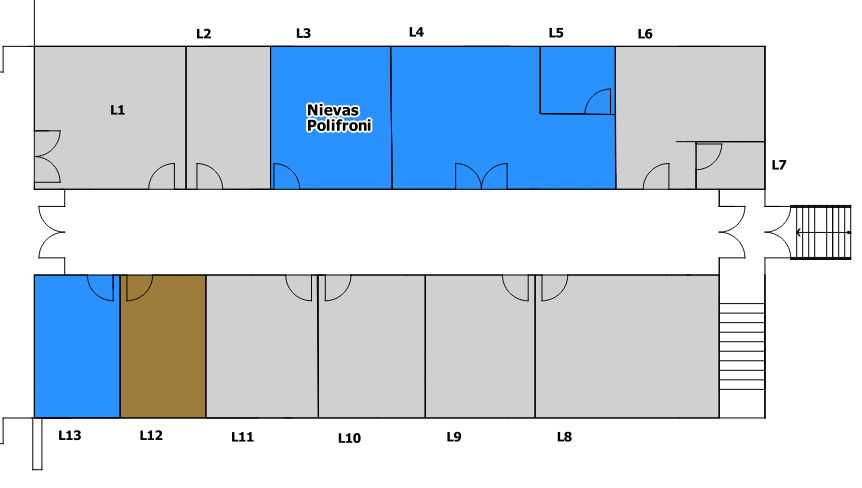 L2
L3
L4
L5
L6
L1
Nievas
Polifroni
L7
L13
L12
L11
L10
L9
L8